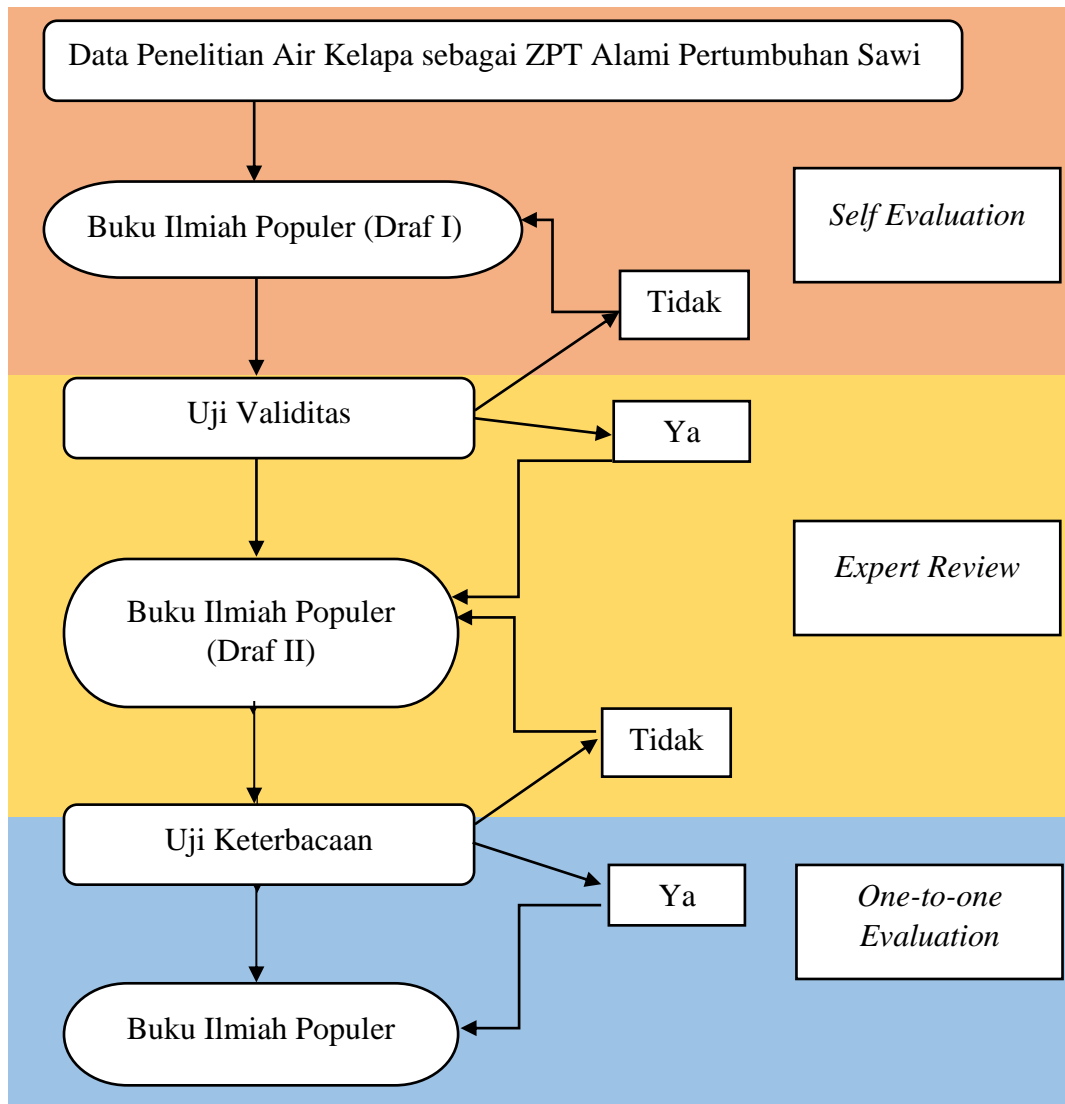 Data Penelitian Air Kelapa sebagai ZPT Alami Pertumbuhan Sawi
Buku Ilmiah Populer (Draf I)
Self Evaluation
Tidak
Uji Validitas
Ya
Expert Review
Buku Ilmiah Populer
(Draf II)
Tidak
Uji Keterbacaan
Ya
One-to-one
Evaluation
Buku Ilmiah Populer